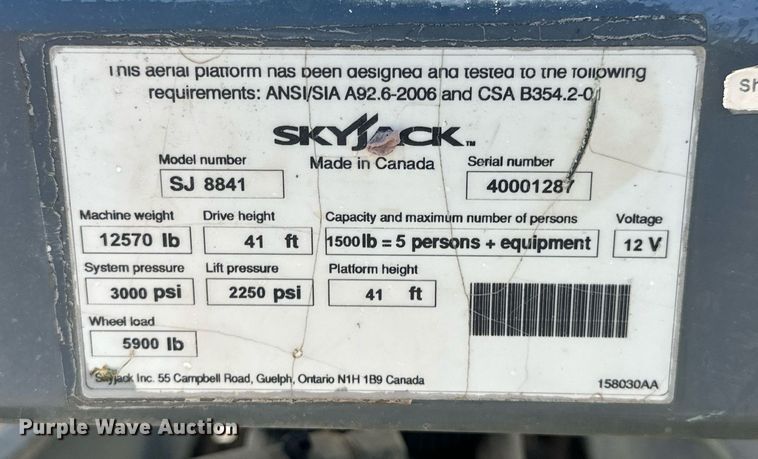 This aerial platform has been designed and tested to the following
requirements: ANSI/SIA A92.6-2006 and CSA B354.2-0
Sh
SKYJACK™
Made in Canada
Model number
SJ 8841
Serial number
40001287
Machine weight Drive height Capacity and maximum number of persons Voltage
12570 lb 41 ft 1500lb = 5 persons + equipment 12 V
System pressure Lift pressure Platform height
3000 psi 2250 psi 41 ft
Wheel load
5900 lb
Skyjack Inc. 55 Campbell Road, Guelph, Ontario N1H 1B9 Canada
158030AA
Purple Wave Auction